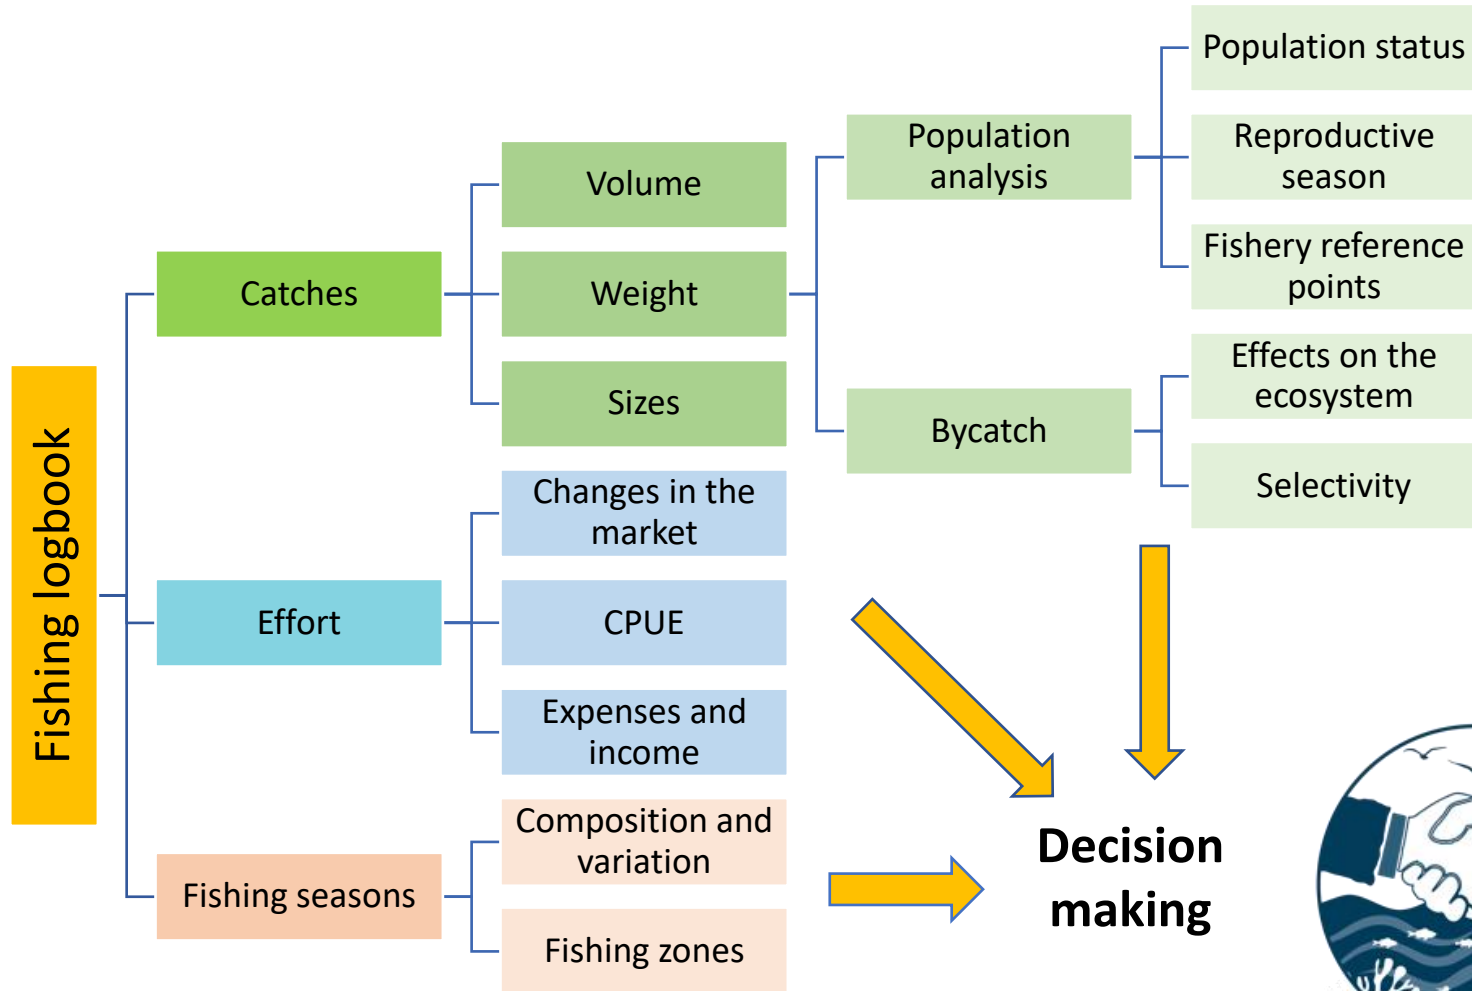 Fishing logbook
Catches
Volume
Weight
Sizes
Population
analysis
Population status
Reproductive
season
Fishery reference
points
Bycatch
Effects on the
ecosystem
Selectivity
Effort
Changes in the
market
CPUE
Expenses and
income
Fishing seasons
Composition and
variation
Fishing zones
Decision
making